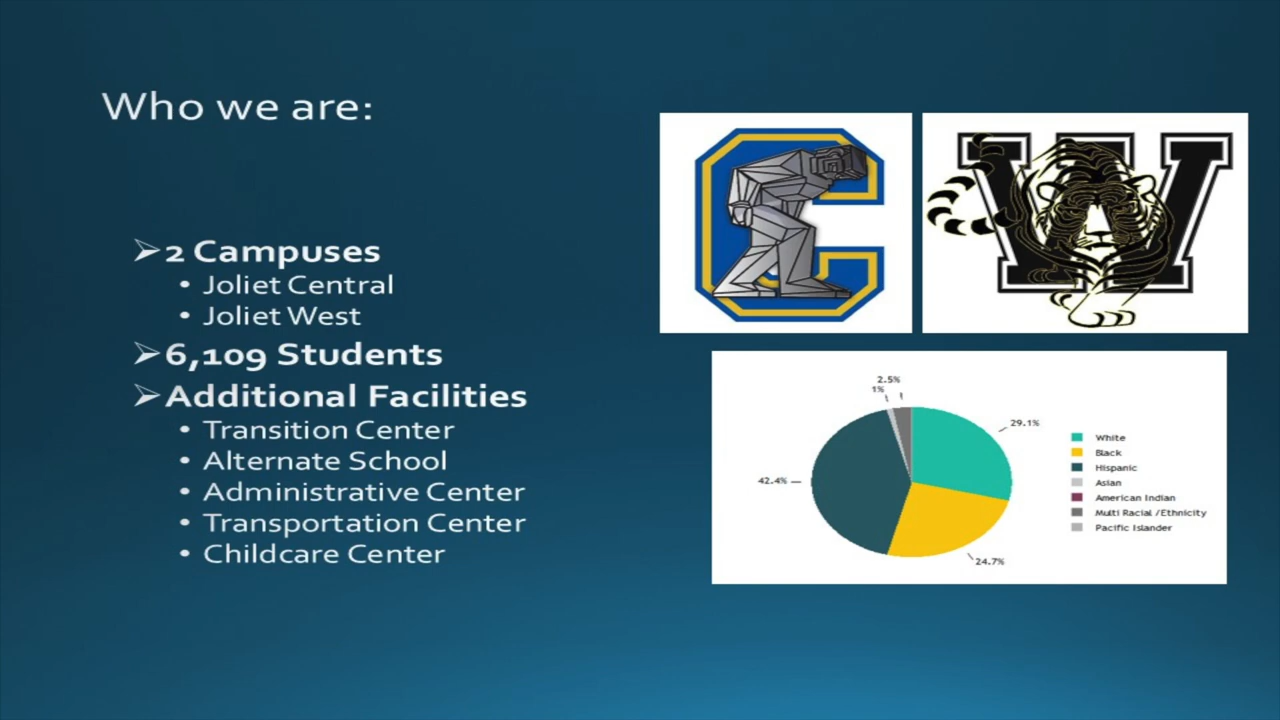 Who we are:
➢2 Campuses
• Joliet Central
• Joliet West
➢6,109 Students
➢Additional Facilities
• Transition Center
• Alternate School
• Administrative Center
• Transportation Center
• Childcare Center
C
W
2.5%
1%
29.1%
42.4%
24.7%
White
Black
Hispanic
Asian
American Indian
Multi Racial /Ethnicity
Pacific Islander